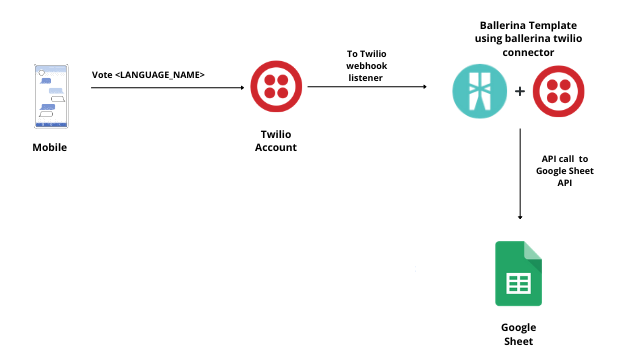 Ballerina Template
using ballerina twilio
connector
Vote <LANGUAGE_NAME>
To Twilio
webhook
listener
Mobile
Twilio
Account
API call to
Google Sheet
API
Google
Sheet